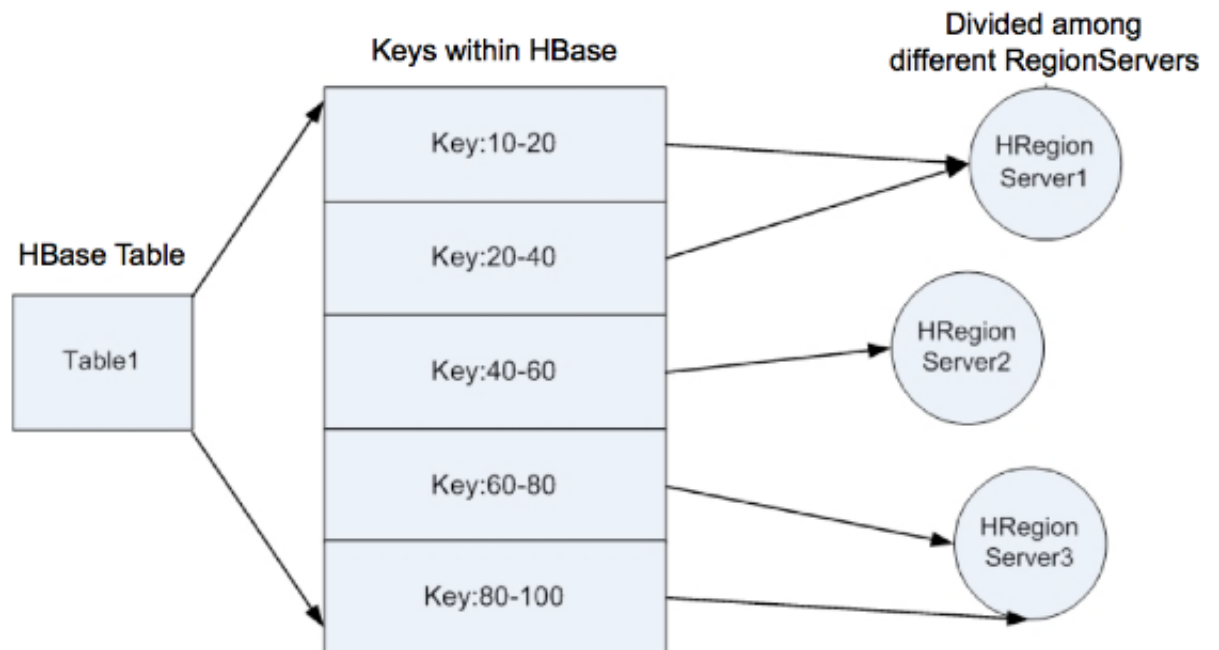 Divided among
different RegionServers
Keys within HBase
Key:10-20
HRegion
Server1
Key:20-40
HBase Table
Table1
Key:40-60
HRegion
Server2
Key:60-80
HRegion
Server3
Key:80-100